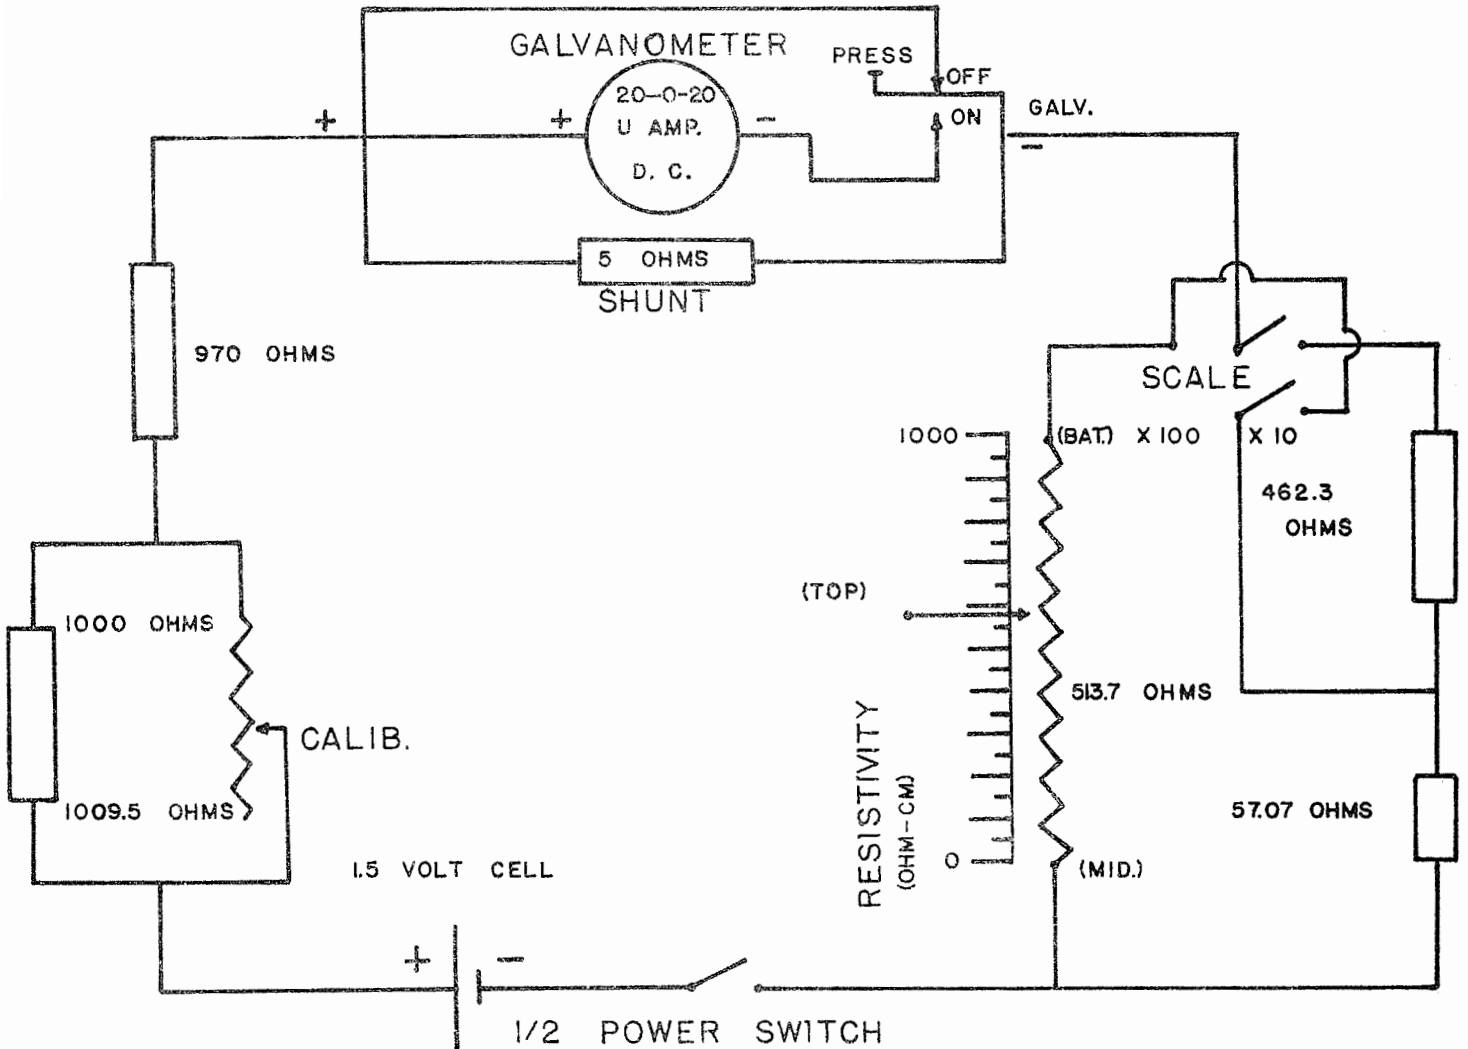 GALVANOMETER
PRESS
OFF
ON
GALV.
20-0-20
U AMP.
D. C.
+
+
-
-
5 OHMS
SHUNT
970 OHMS
SCALE
1000
(BAT.) X 100 X 10
462.3
OHMS
(TOP)
1000 OHMS
513.7 OHMS
CALIB.
RESISTIVITY
(OHM-CM.)
1009.5 OHMS
57.07 OHMS
0
(MID.)
1.5 VOLT CELL
+ -
1/2 POWER SWITCH